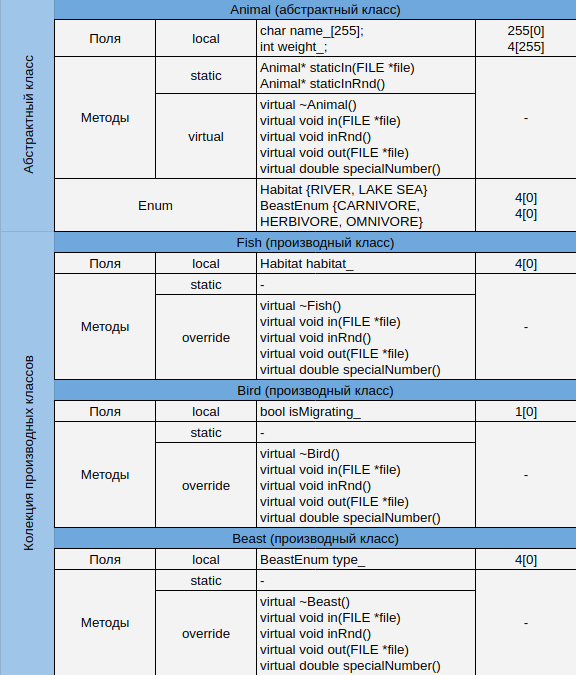 Animal (абстрактный класс)
Абстрактный класс
Поля
local
char name_[255];
int weight_;
255[0]
4[255]
Методы
static
Animal* staticIn(FILE *file)
Animal* staticInRnd()
-
virtual
virtual ~Animal()
virtual void in(FILE *file)
virtual void inRnd()
virtual void out(FILE *file)
virtual double specialNumber()
Enum
Habitat {RIVER, LAKE SEA}
BeastEnum {CARNIVORE,
HERBIVORE, OMNIVORE}
4[0]
4[0]
Колекция производных классов
Fish (производный класс)
Поля
local
Habitat habitat_
4[0]
Методы
static
-
-
override
virtual ~Fish()
virtual void in(FILE *file)
virtual void inRnd()
virtual void out(FILE *file)
virtual double specialNumber()
Bird (производный класс)
Поля
local
bool isMigrating_
1[0]
Методы
static
-
-
override
virtual ~Bird()
virtual void in(FILE *file)
virtual void inRnd()
virtual void out(FILE *file)
virtual double specialNumber()
Beast (производный класс)
Поля
local
BeastEnum type_
4[0]
Методы
static
-
-
override
virtual ~Beast()
virtual void in(FILE *file)
virtual void inRnd()
virtual void out(FILE *file)
virtual double specialNumber()